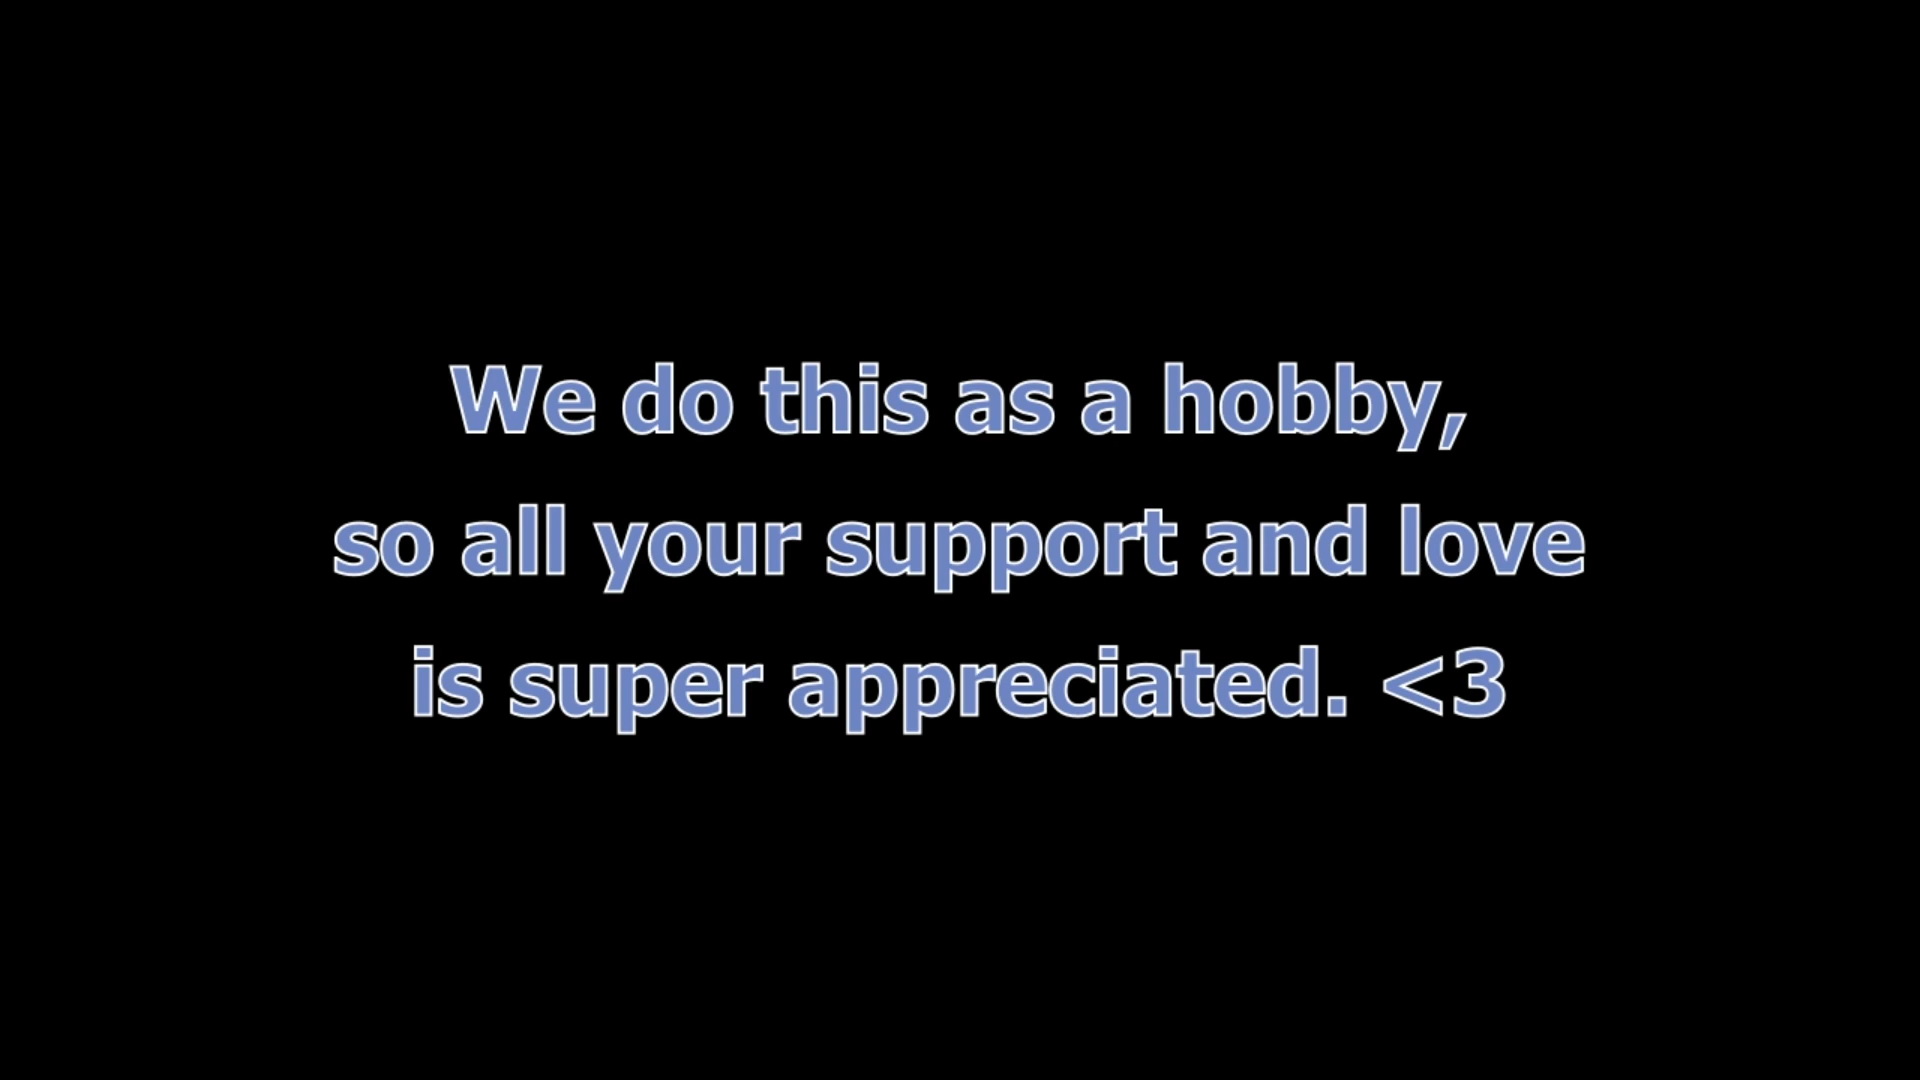 We do this as a hobby,
so all your support and love
is super appreciated. <3